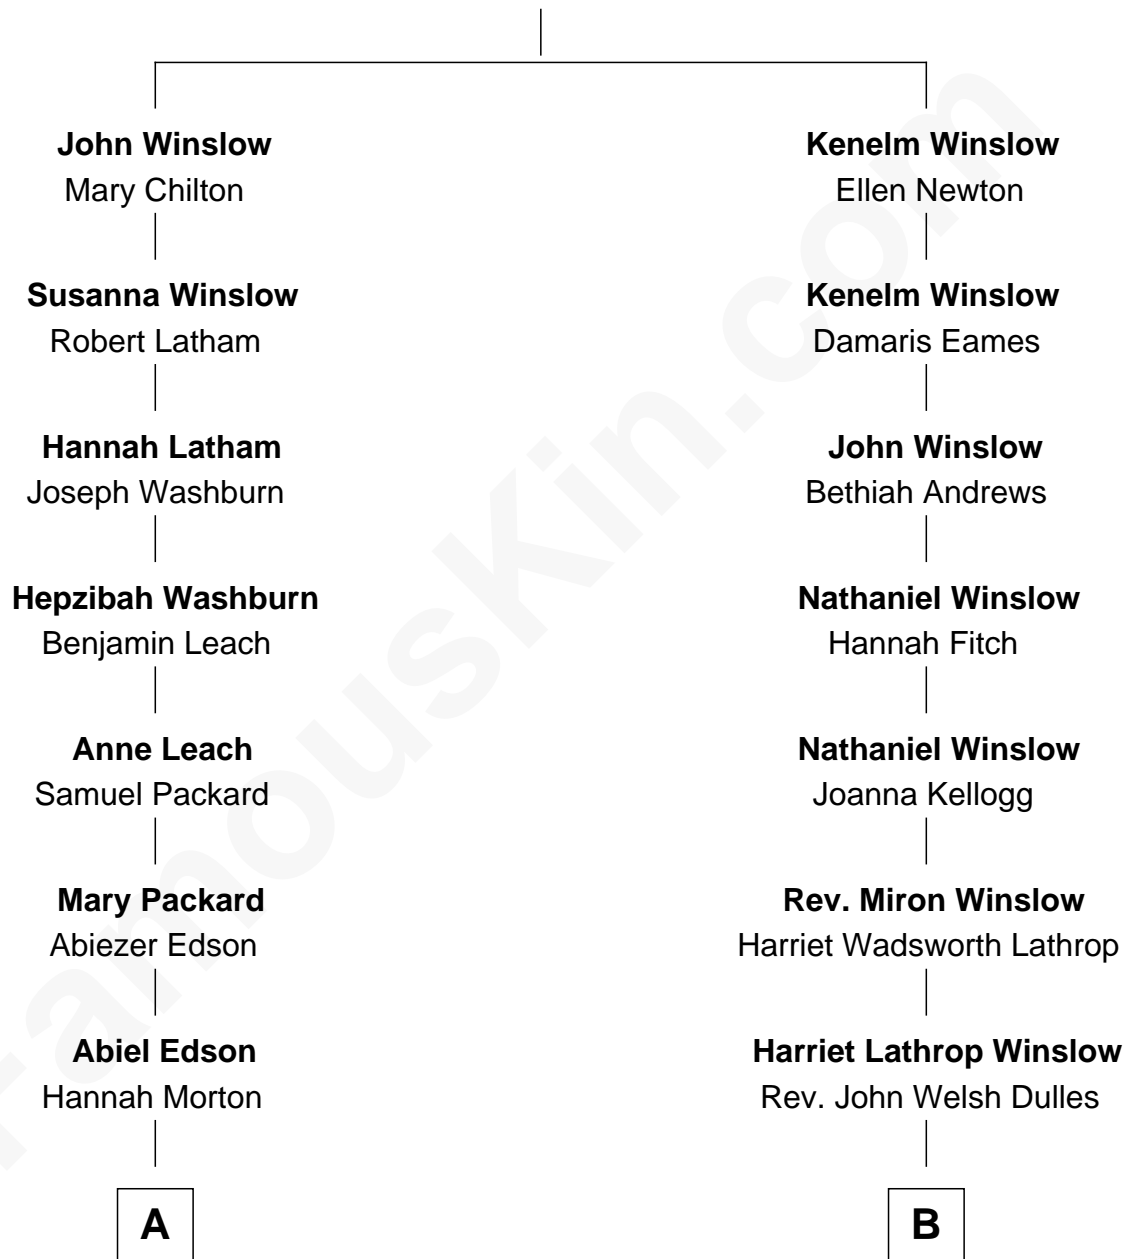 John Winslow
Mary Chilton
Susanna Winslow
Robert Latham
Hannah Latham
Joseph Washburn
Hepzibah Washburn
Benjamin Leach
Anne Leach
Samuel Packard
Mary Packard
Abiezer Edson
Abiel Edson
Hannah Morton
A
Kenelm Winslow
Ellen Newton
Kenelm Winslow
Damaris Eames
John Winslow
Bethiah Andrews
Nathaniel Winslow
Hannah Fitch
Nathaniel Winslow
Joanna Kellogg
Rev. Miron Winslow
Harriet Wadsworth Lathrop
Harriet Lathrop Winslow
Rev. John Welsh Dulles
B
FamousKin.com